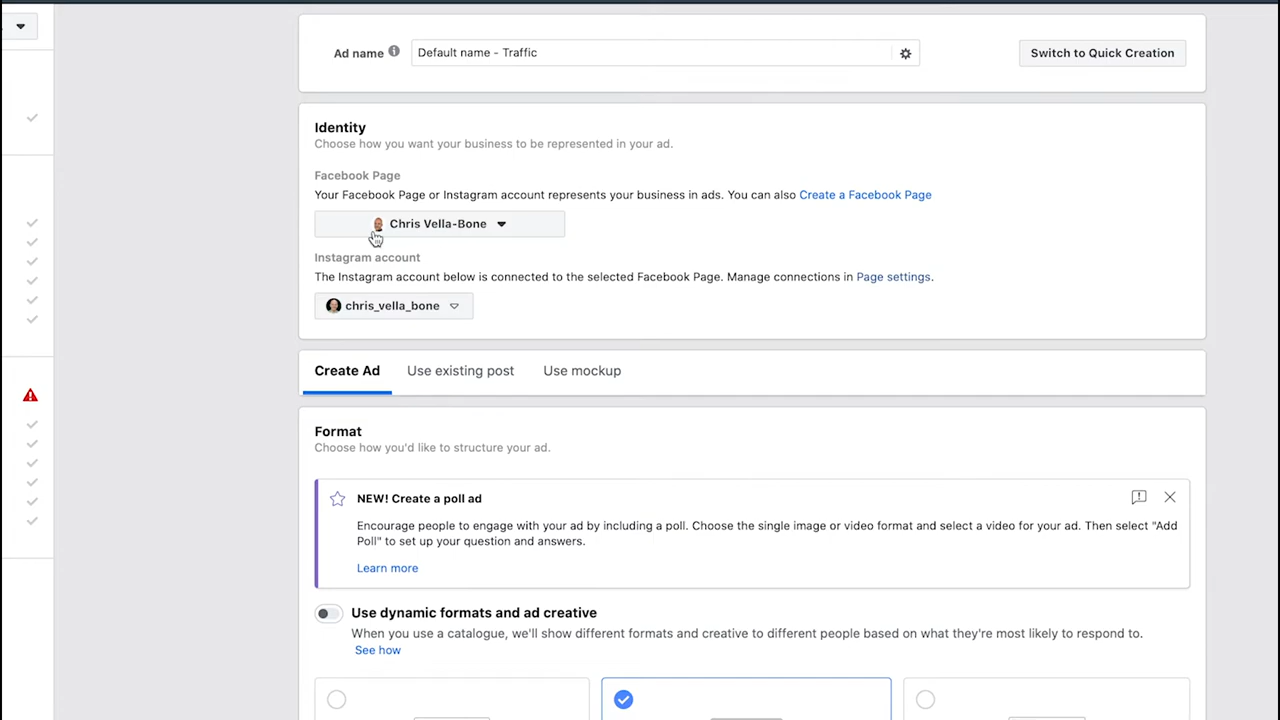 Ad name
Default name - Traffic
Switch to Quick Creation
Identity
Choose how you want your business to be represented in your ad.
Facebook Page
Your Facebook Page or Instagram account represents your business in ads. You can also Create a Facebook Page
Chris Vella-Bone
Instagram account
The Instagram account below is connected to the selected Facebook Page. Manage connections in Page settings.
chris_vella_bone
Create Ad
Use existing post
Use mockup
Format
Choose how you'd like to structure your ad.
NEW! Create a poll ad
Encourage people to engage with your ad by including a poll. Choose the single image or video format and select a video for your ad. Then select "Add
Poll" to set up your question and answers.
Learn more
Use dynamic formats and ad creative
When you use a catalogue, we'll show different formats and creative to different people based on what they're most likely to respond to.
See how